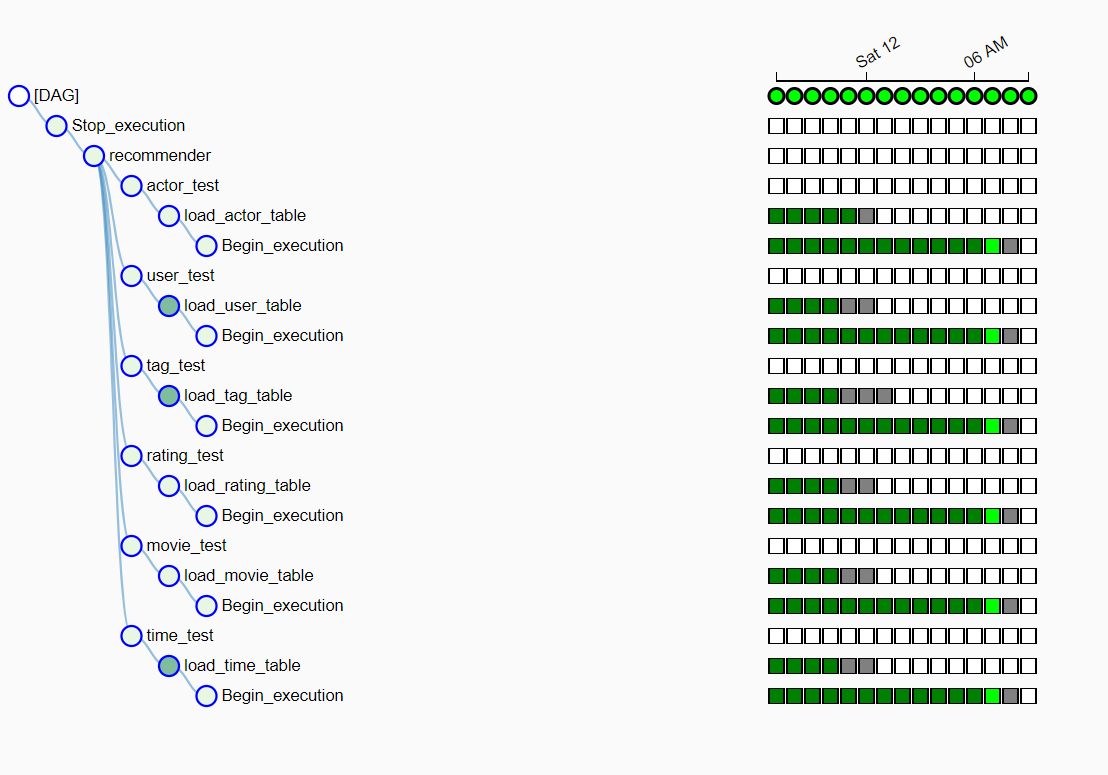 Sat 12
06 AM
[DAG]
Stop_execution
recommender
actor_test
load_actor_table
Begin_execution
user_test
load_user_table
Begin_execution
tag_test
load_tag_table
Begin_execution
rating_test
load_rating_table
Begin_execution
movie_test
load_movie_table
Begin_execution
time_test
load_time_table
Begin_execution